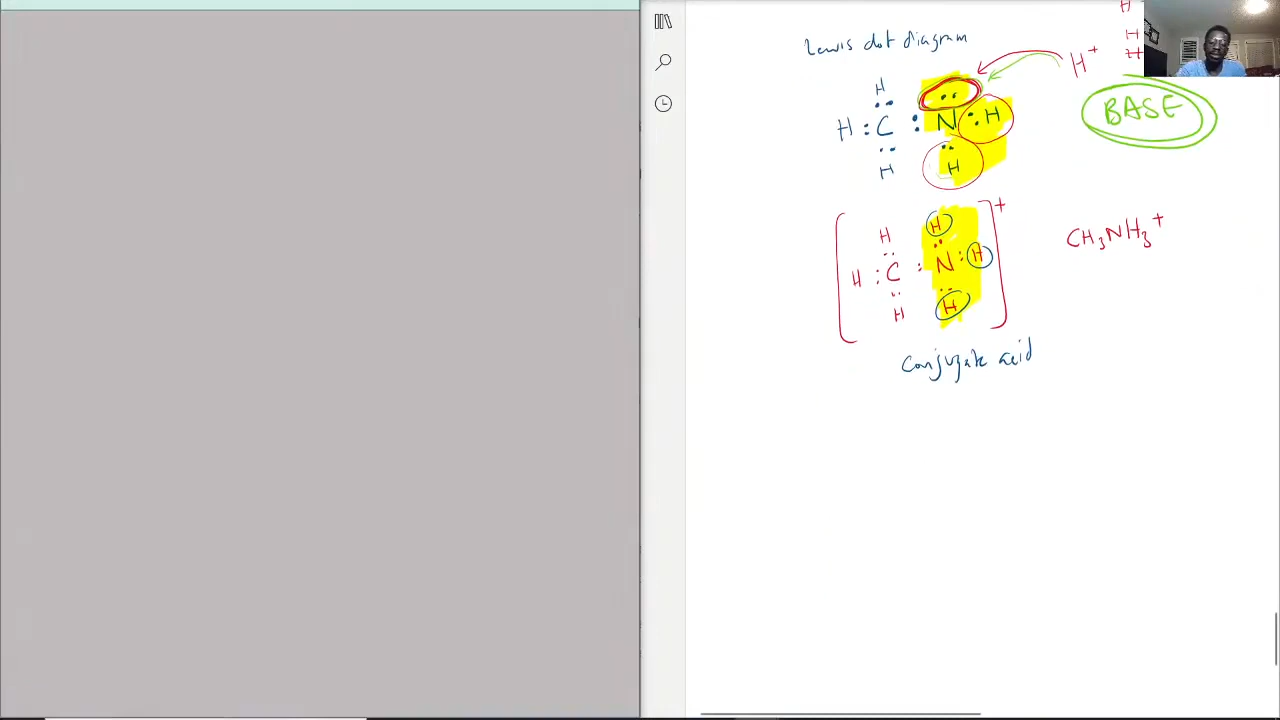 Lewis dot diagram
H
H
H
H⁺
H
H : C : N : H
BASE
H H
[ ]⁺
H H
H : C : N : H
CH₃NH₃⁺
H H
conjugate acid